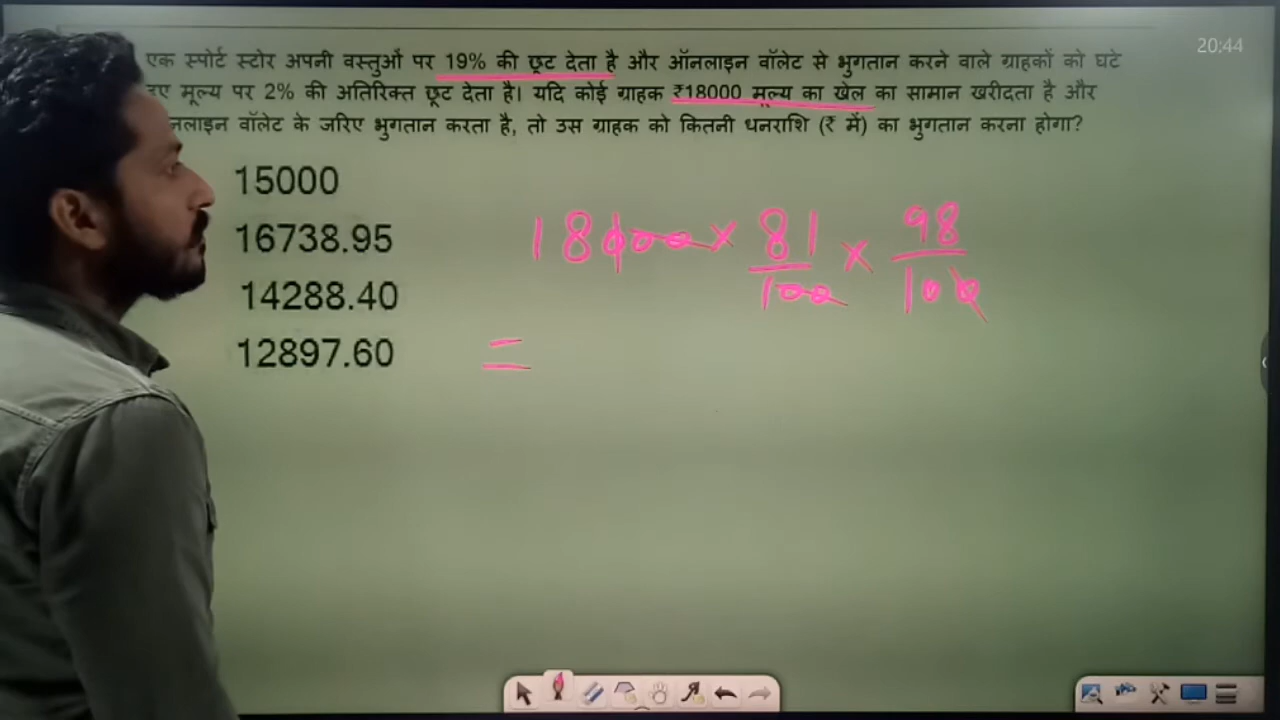 20:44
एक स्पोर्ट स्टोर अपनी वस्तुओं पर 19% की छूट देता है और ऑनलाइन वॉलेट से भुगतान करने वाले ग्राहकों को घटे
मूल्य पर 2% की अतिरिक्त छूट देता है। यदि कोई ग्राहक ₹18000 मूल्य का खेल का सामान खरीदता है और
वॉलेट के जरिए भुगतान करता है, तो उस ग्राहक को कितनी धनराशि (₹ में) का भुगतान करना होगा?
15000
16738.95
14288.40
12897.60
18000 × 81/100 × 98/100
=